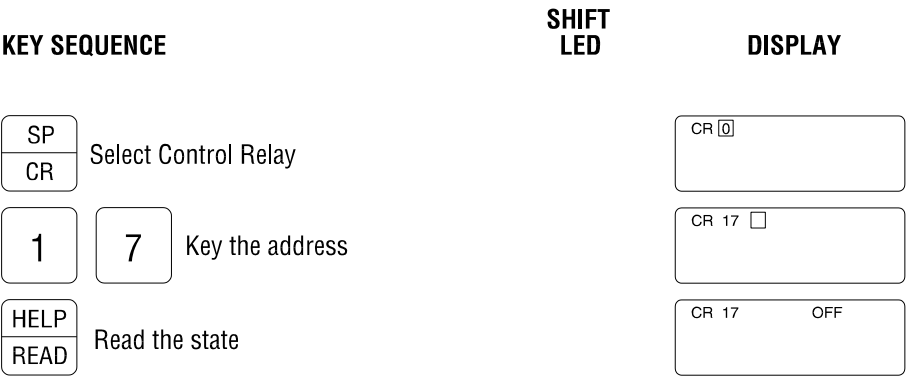 SHIFT
KEY SEQUENCE LED DISPLAY
SP
CR
Select Control Relay
CR 0
1 7 Key the address
CR 17
HELP
READ
Read the state
CR 17 OFF